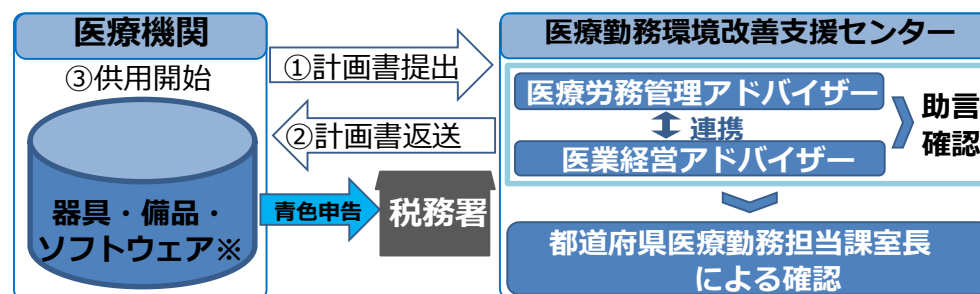 医療機関
③供用開始
器具・備品・
ソフトウェア※
①計画書提出
②計画書返送
青色申告
税務署
医療勤務環境改善支援センター
医療労務管理アドバイザー
連携
医業経営アドバイザー
助言
確認
都道府県医療勤務担当課室長
による確認